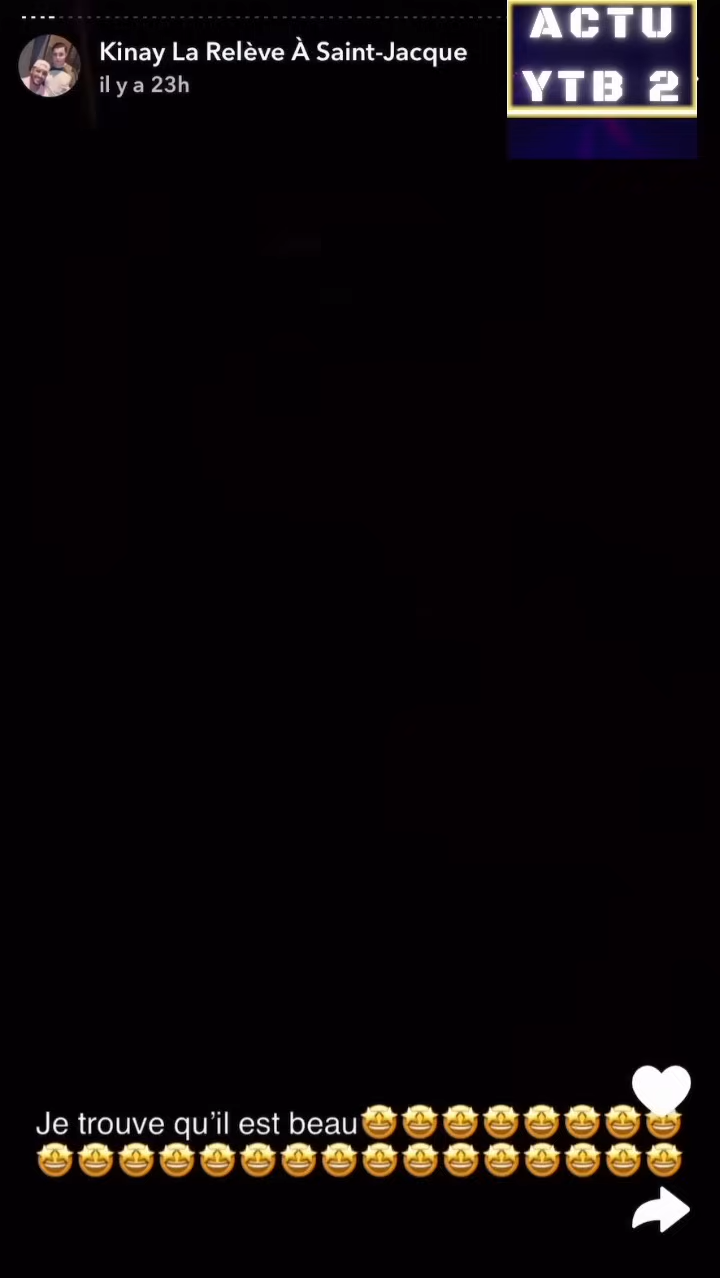 Kinay La Relève À Saint-Jacque
il y a 23h
ACTU
YTB 2
Je trouve qu'il est beau🤩🤩🤩🤩🤩🤩🤩🤩
🤩🤩🤩🤩🤩🤩🤩🤩🤩🤩🤩🤩🤩🤩🤩🤩